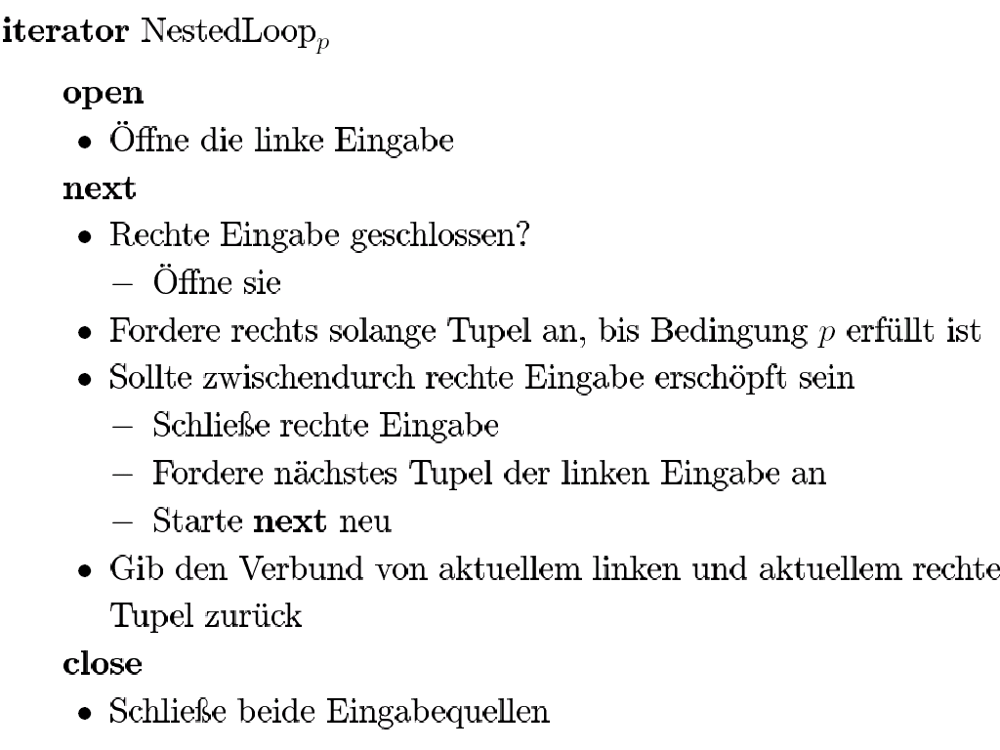 iterator NestedLoopp
open
• Öffne die linke Eingabe
next
• Rechte Eingabe geschlossen?
– Öffne sie
• Fordere rechts solange Tupel an, bis Bedingung p erfüllt ist
• Sollte zwischendurch rechte Eingabe erschöpft sein
– Schließe rechte Eingabe
– Fordere nächstes Tupel der linken Eingabe an
– Starte next neu
• Gib den Verbund von aktuellem linken und aktuellem rechte
Tupel zurück
close
• Schließe beide Eingabequellen